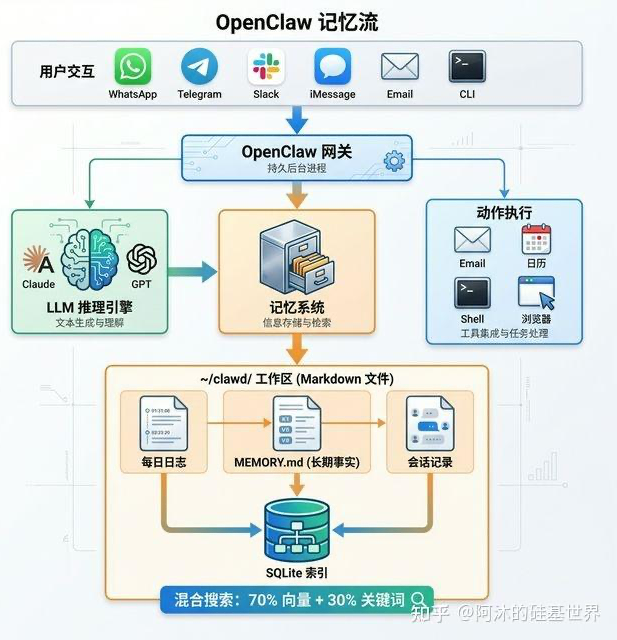 OpenClaw 记忆流
用户交互
WhatsApp
Telegram
Slack
iMessage
Email
CLI
OpenClaw 网关
持久后台进程
Claude
GPT
LLM 推理引擎
文本生成与理解
记忆系统
信息存储与检索
动作执行
Email
日历
Shell
浏览器
工具集成与任务处理
~/clawd/ 工作区 (Markdown 文件)
每日日志
MEMORY.md (长期事实)
会话记录
SQLite 索引
混合搜索：70% 向量 + 30% 关键词
知乎 @阿沐的硅基世界